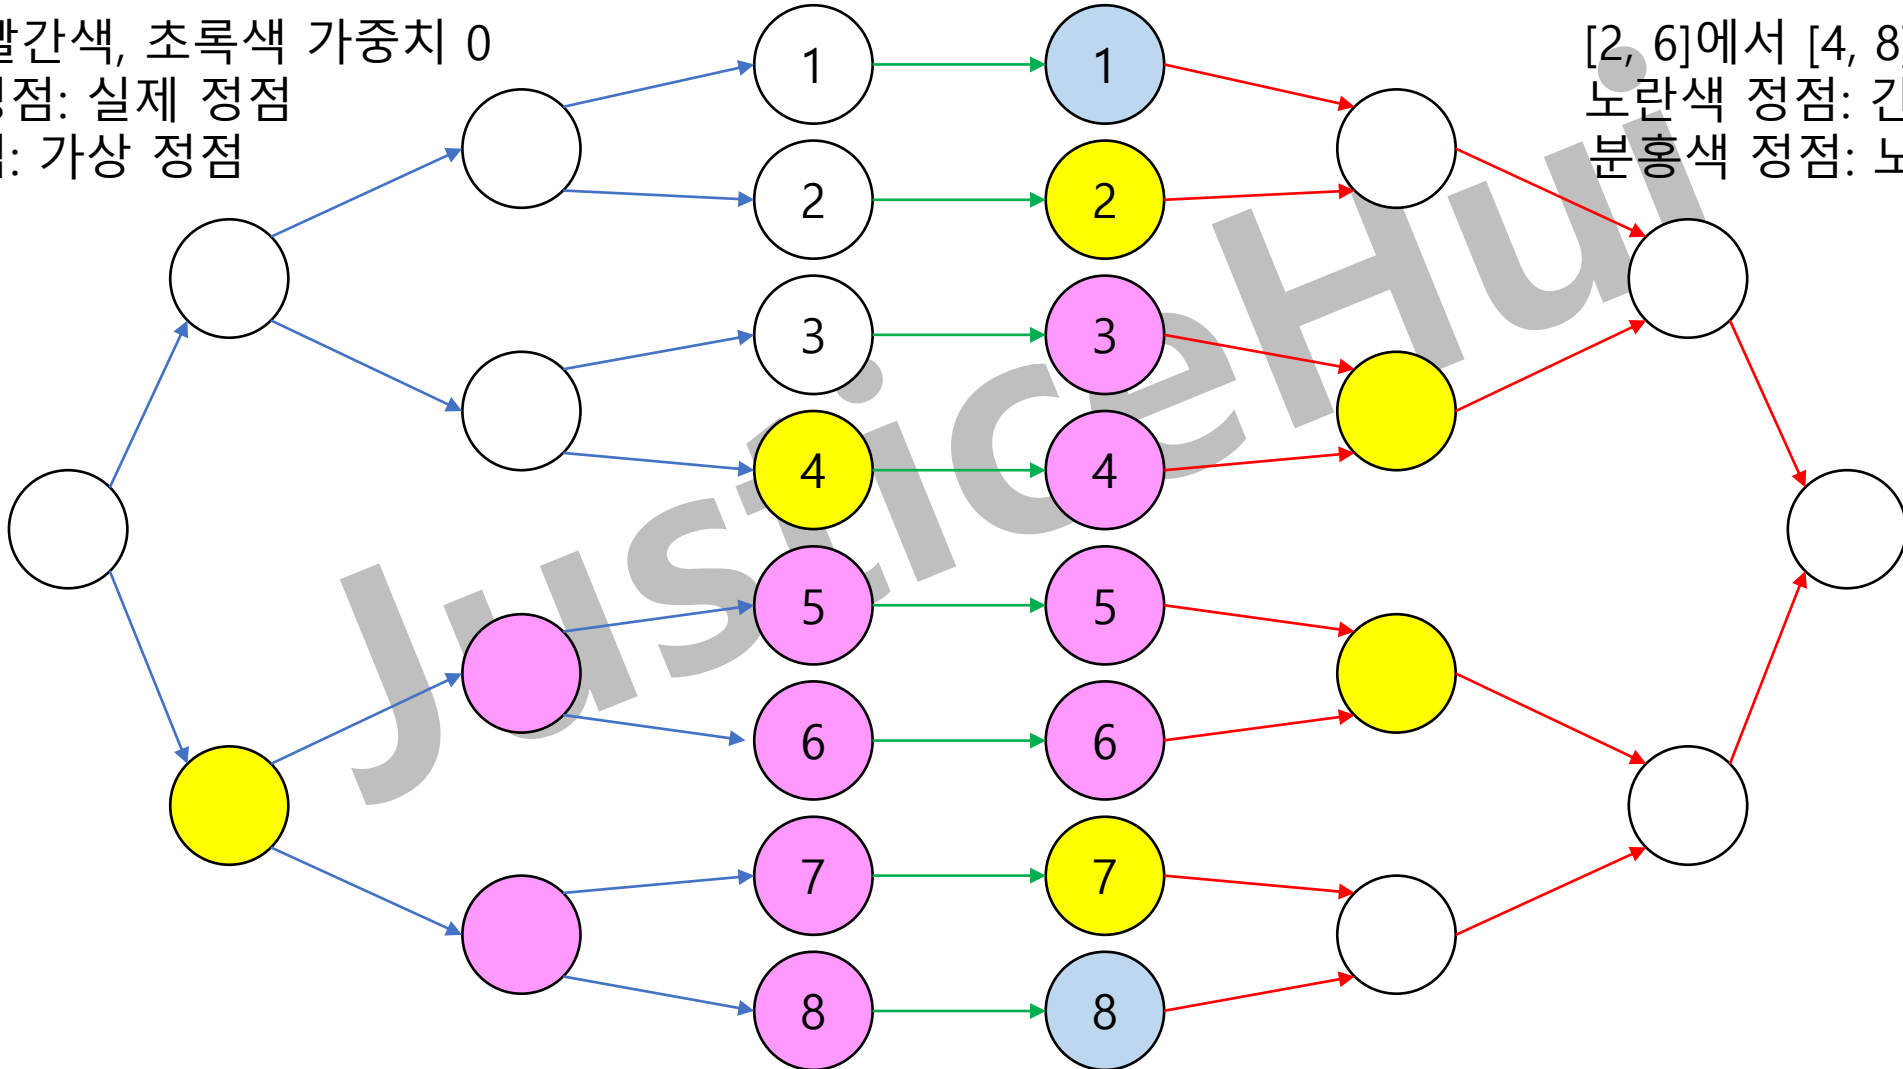 빨간색, 초록색 가중치 0
정점: 실제 정점
: 가상 정점
[2, 6]에서 [4, 8]
노란색 정점:
분홍색 정점:
1 1
2 2
3 3
4 4
5 5
6 6
7 7
8 8
JusticeHui